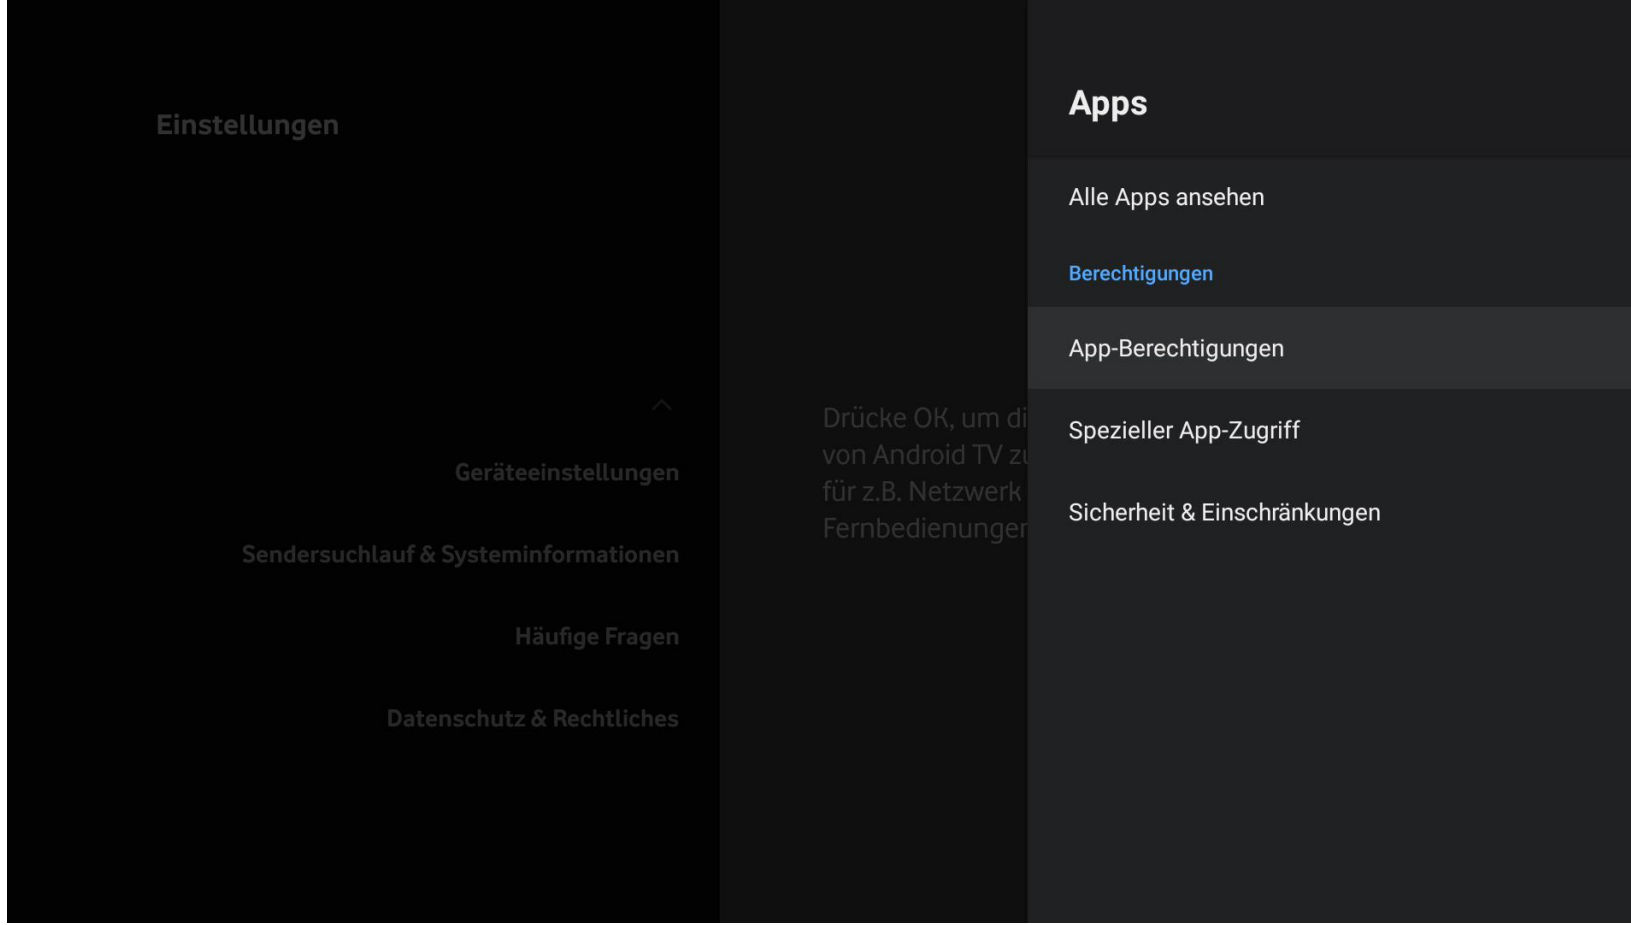 Einstellungen
Geräteeinstellungen
Sendersuchlauf & Systeminformationen
Häufige Fragen
Datenschutz & Rechtliches
Drücke OK, um di
von Android TV zu
für z.B. Netzwerk
Fernbedienungen
Apps
Alle Apps ansehen
Berechtigungen
App-Berechtigungen
Spezieller App-Zugriff
Sicherheit & Einschränkungen